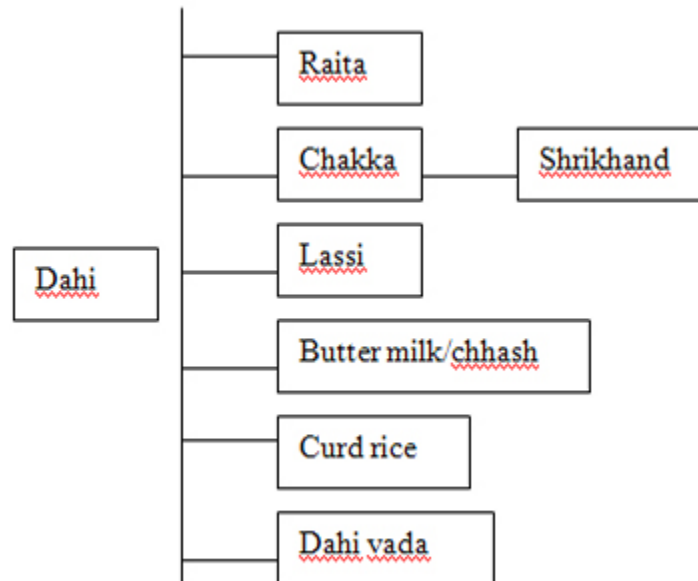 Raita
Chakka
Shrikhand
Lassi
Dahi
Butter milk/chhash
Curd rice
Dahi vada